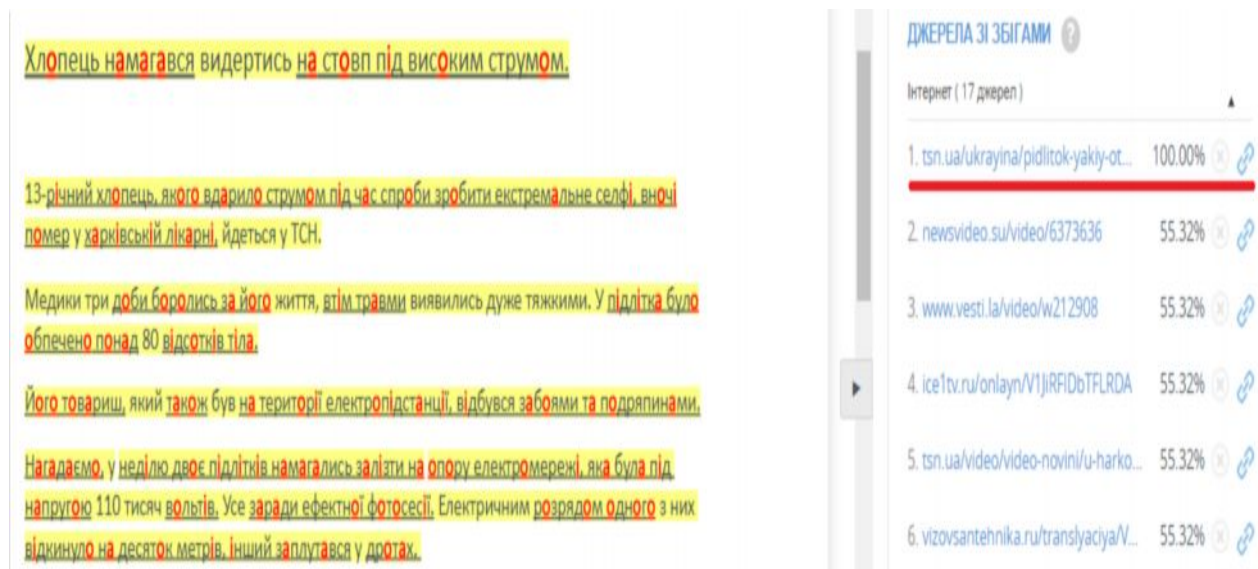 Хлопець намагався видертись на стовп під високим струмом.
13-річний хлопець, якого вдарило струмом під час спроби зробити екстремальне селфі, вночі
помер у харківській лікарні, йдеться у ТСН.
Медики три доби боролись за його життя, втім травми виявились дуже тяжкими. У підлітка було
обпечено понад 80 відсотків тіла.
Його товариш, який також був на території електропідстанції, відбувся забоями та подряпинами.
Нагадаємо, у неділю двоє підлітків намагались залізти на опору електромережі, яка була під
напругою 110 тисяч вольтів. Усе заради ефектної фотосесії. Електричним розрядом одного з них
відкинуло на десяток метрів, інший заплутався у дротах.
ДЖЕРЕЛА ЗІ ЗБІГАМИ ?
Інтернет ( 17 джерел )
1. tsn.ua/ukrayina/pidlitok-yakiy-ot... 100.00%
2. newsvideo.su/video/6373636 55.32%
3. www.vesti.la/video/w212908 55.32%
4. ice1tv.ru/onlayn/V1JiRFlDbTFLRDA 55.32%
5. tsn.ua/video/video-novini/u-harko... 55.32%
6. vizovsantehnika.ru/translyaciya/V... 55.32%